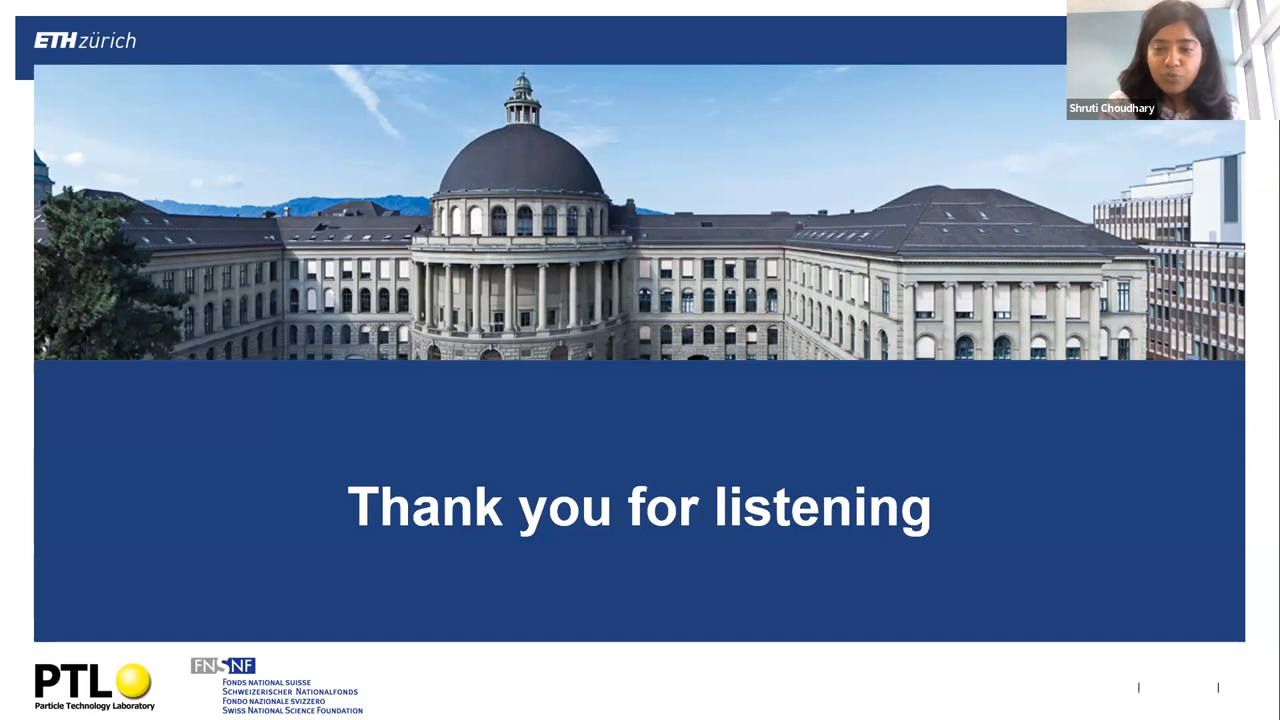 ETH zürich
Shruti Choudhary
Thank you for listening
PTL
Particle Technology Laboratory
FNSNF
FONDS NATIONAL SUISSE
SCHWEIZERISCHER NATIONALFONDS
FONDO NAZIONALE SVIZZERO
SWISS NATIONAL SCIENCE FOUNDATION